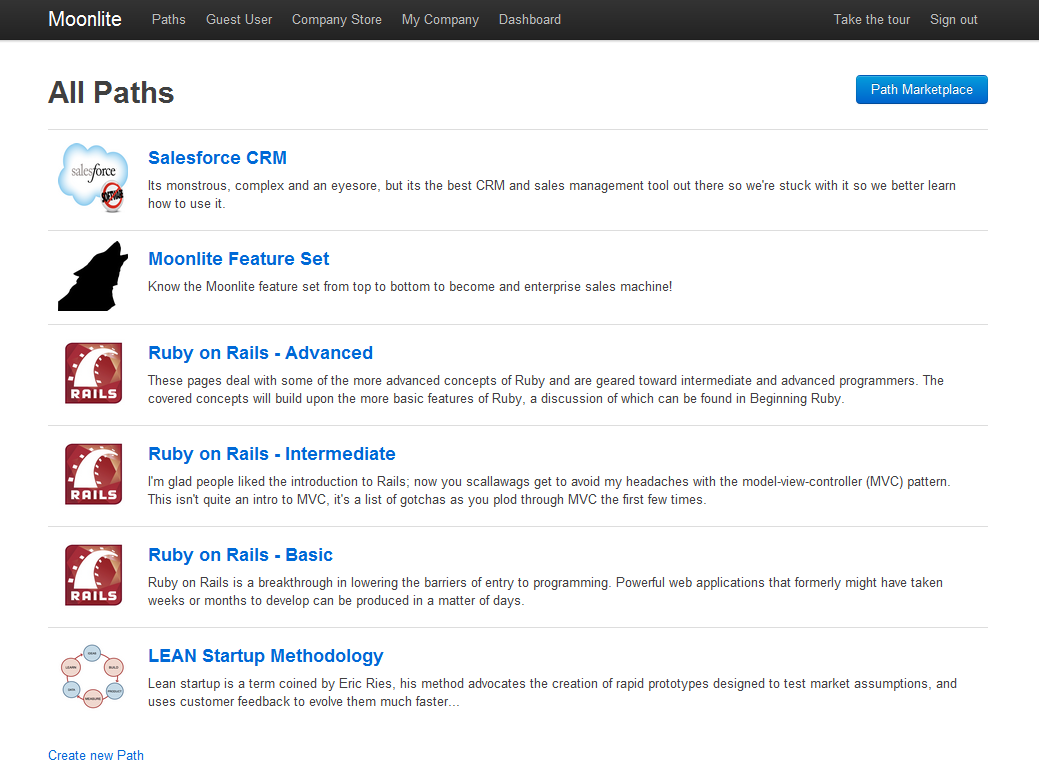 Moonlite Paths Guest User Company Store My Company Dashboard Take the tour Sign out
All Paths
Path Marketplace
salesforce
SOFTWARE
Salesforce CRM
Its monstrous, complex and an eyesore, but its the best CRM and sales management tool out there so we're stuck with it so we better learn
how to use it.
Moonlite Feature Set
Know the Moonlite feature set from top to bottom to become and enterprise sales machine!
RAILS
Ruby on Rails - Advanced
These pages deal with some of the more advanced concepts of Ruby and are geared toward intermediate and advanced programmers. The
covered concepts will build upon the more basic features of Ruby, a discussion of which can be found in Beginning Ruby.
RAILS
Ruby on Rails - Intermediate
I'm glad people liked the introduction to Rails; now you scallawags get to avoid my headaches with the model-view-controller (MVC) pattern.
This isn't quite an intro to MVC, it's a list of gotchas as you plod through MVC the first few times.
RAILS
Ruby on Rails - Basic
Ruby on Rails is a breakthrough in lowering the barriers of entry to programming. Powerful web applications that formerly might have taken
weeks or months to develop can be produced in a matter of days.
IDEAS
LEARN
BUILD
DATA
PRODUCT
MEASURE
LEAN Startup Methodology
Lean startup is a term coined by Eric Ries, his method advocates the creation of rapid prototypes designed to test market assumptions, and
uses customer feedback to evolve them much faster...
Create new Path